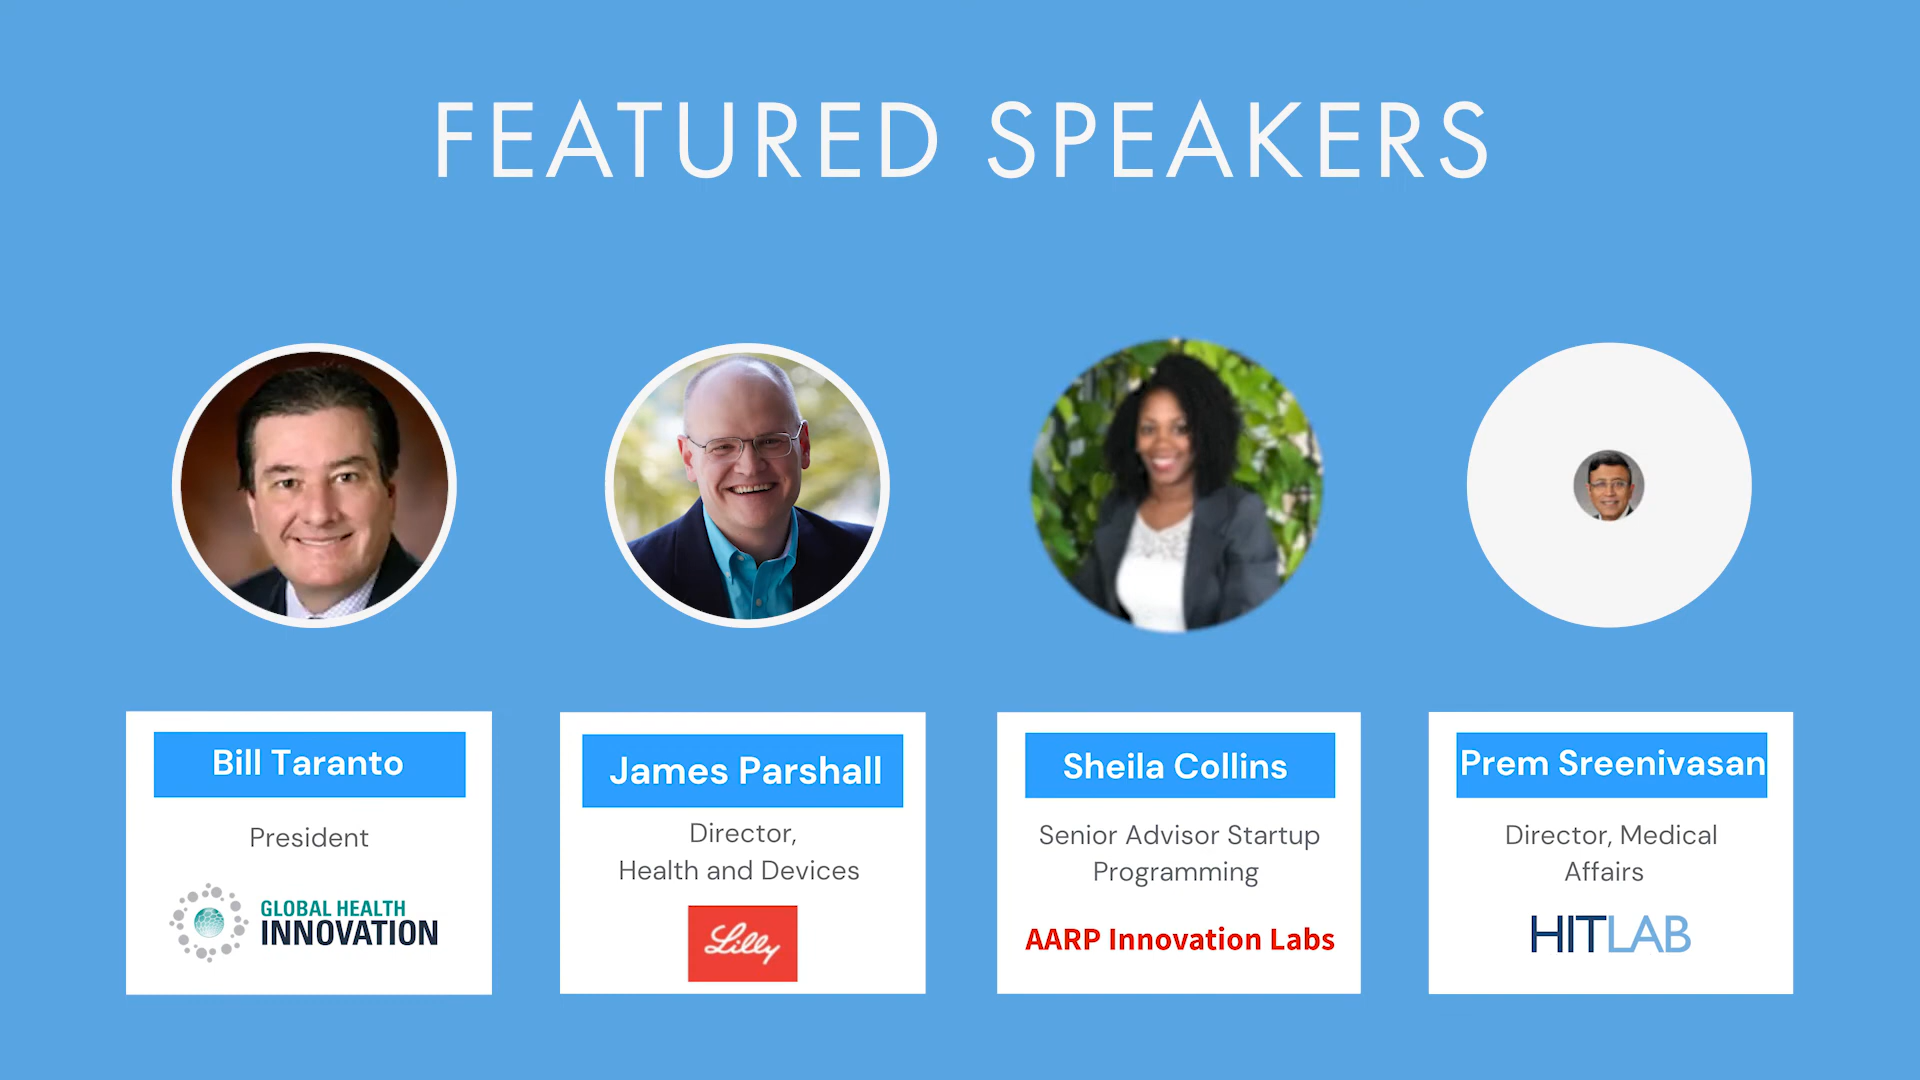 FEATURED SPEAKERS
Bill Taranto
President
GLOBAL HEALTH
INNOVATION
James Parshall
Director,
Health and Devices
Lilly
Sheila Collins
Senior Advisor Startup
Programming
AARP Innovation Labs
Prem Sreenivasan
Director, Medical
Affairs
HITLAB